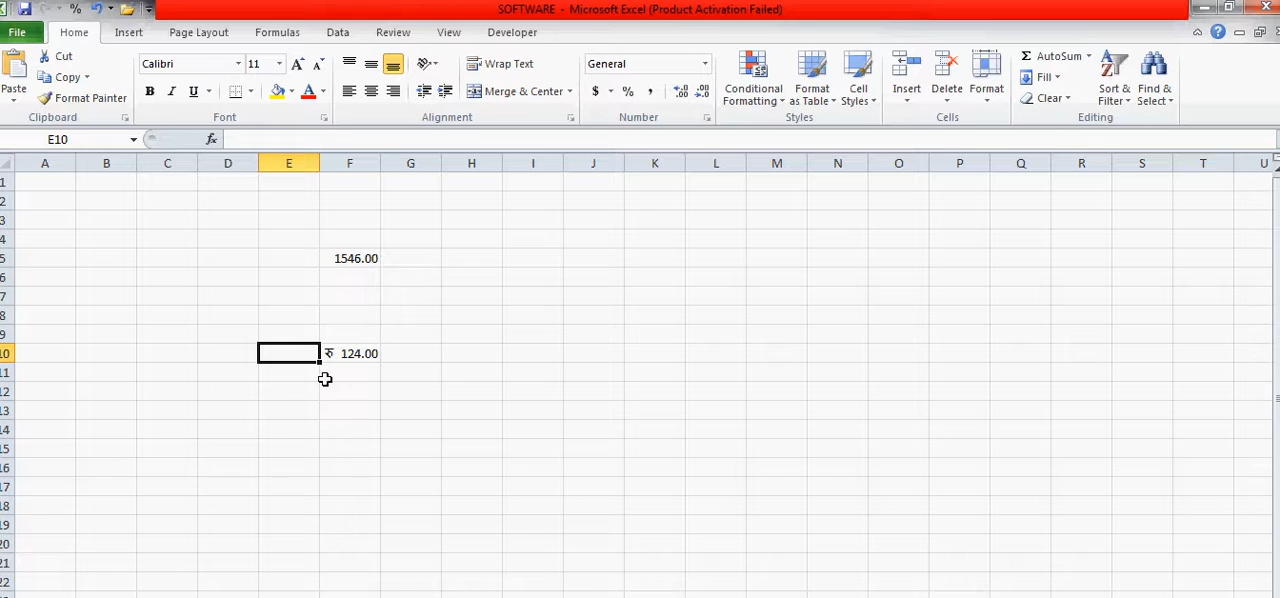 %
SOFTWARE - Microsoft Excel (Product Activation Failed)
File Home Insert Page Layout Formulas Data Review View Developer
Paste
Cut
Copy
Format Painter
Clipboard
Calibri 11 A A
B I U A
Font
Wrap Text
Merge & Center
Alignment
General
$ % ,
Number
Conditional Formatting
Format as Table
Cell Styles
Styles
Insert
Delete
Format
Cells
Σ AutoSum
Fill
Clear
Sort & Filter
Find & Select
Editing
E10 fx
A B C D E F G H I J K L M N O P Q R S T U
1
2
3
4
5 1546.00
6
7
8
9
10 रु 124.00
11
12
13
14
15
16
17
18
19
20
21
22